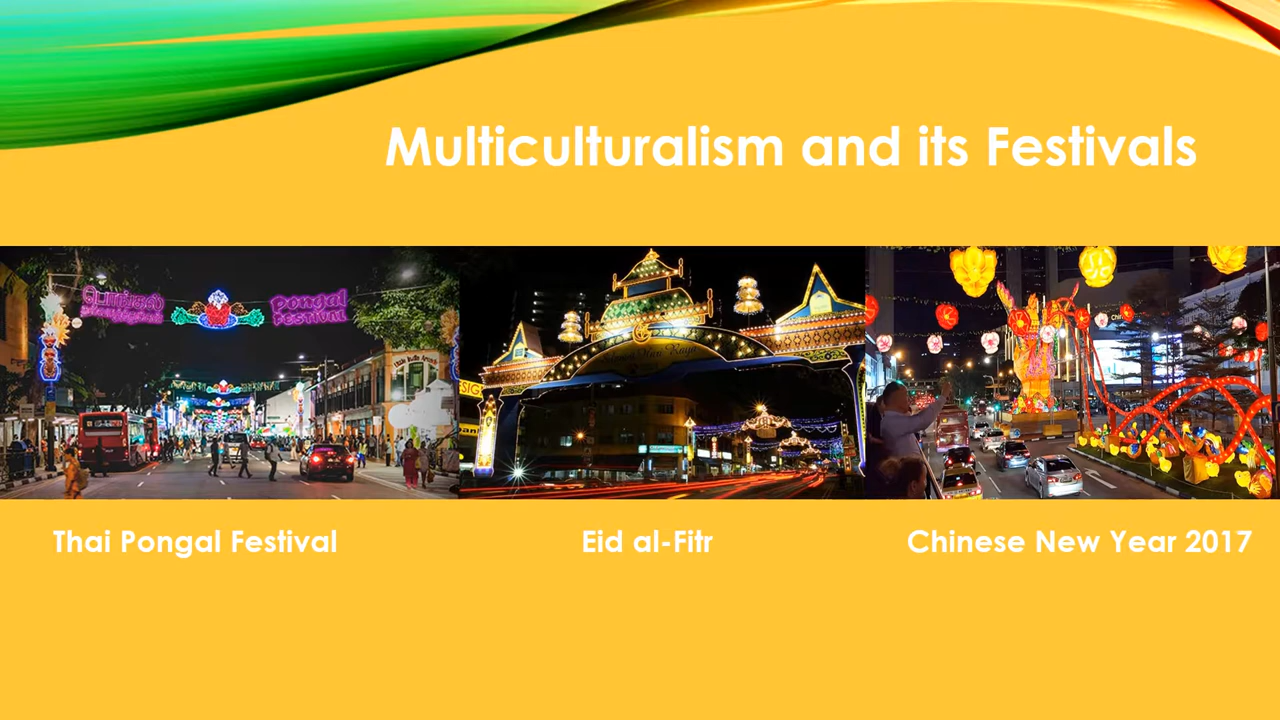 Multiculturalism and its Festivals
Pongal
FESTIVAL
Thai Pongal Festival
Eid al-Fitr
Chinese New Year 2017